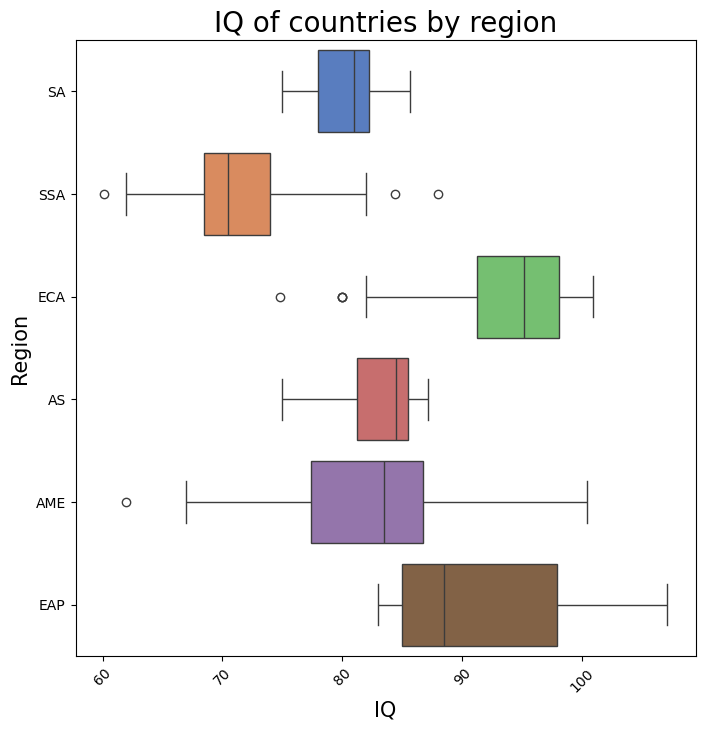 IQ of countries by region
SA
SSA
ECA
AS
AME
EAP
Region
60
70
80
90
100
IQ